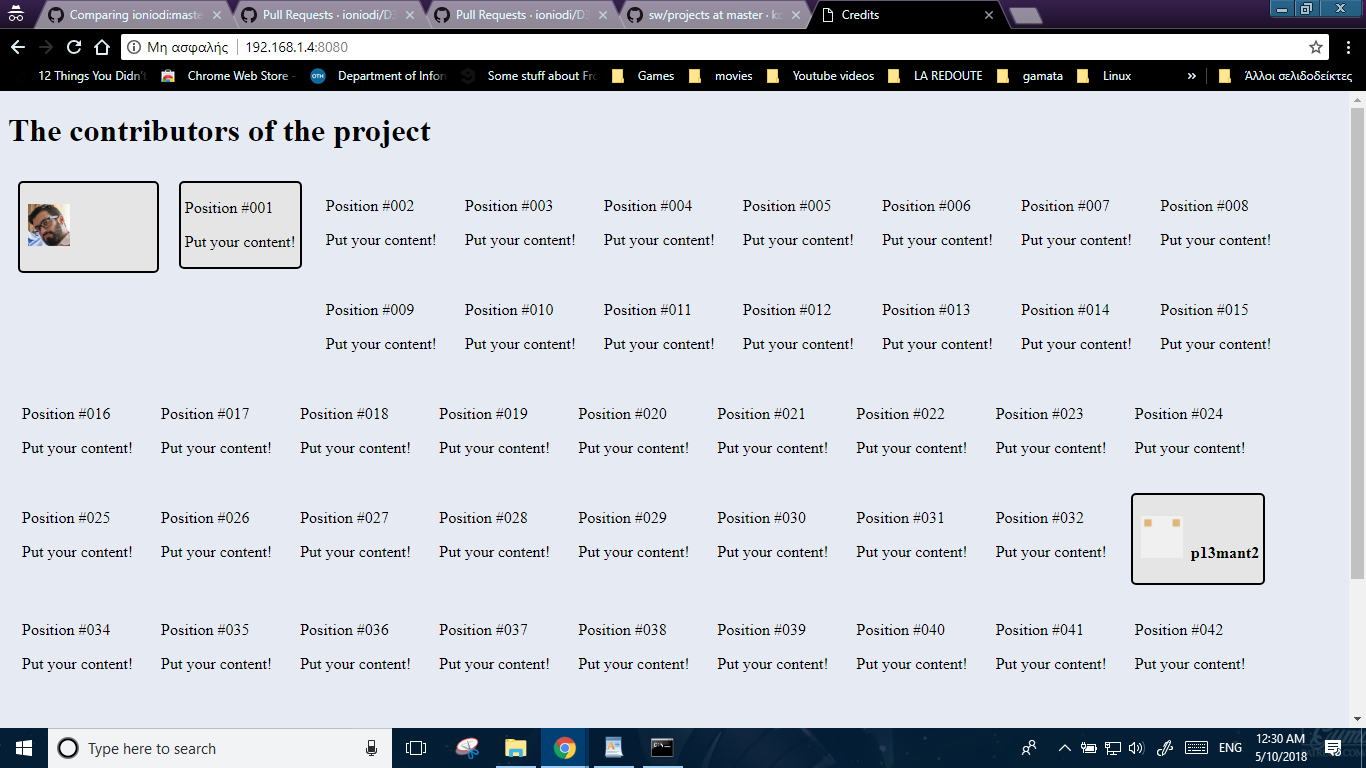 Comparing ioniodi:maste
Pull Requests · ioniodi/D3
Pull Requests · ioniodi/D3
sw/projects at master · ko
Credits
Μη ασφαλής 192.168.1.4:8080
12 Things You Didn't
Chrome Web Store -
OTH
Department of Infor
Some stuff about Fro
Games
movies
Youtube videos
LA REDOUTE
gamata
Linux
»
Άλλοι σελιδοδείκτες
The contributors of the project
Position #001 Position #002 Position #003 Position #004 Position #005 Position #006 Position #007 Position #008
Put your content! Put your content! Put your content! Put your content! Put your content! Put your content! Put your content! Put your content!
Position #009 Position #010 Position #011 Position #012 Position #013 Position #014 Position #015
Put your content! Put your content! Put your content! Put your content! Put your content! Put your content! Put your content!
Position #016 Position #017 Position #018 Position #019 Position #020 Position #021 Position #022 Position #023 Position #024
Put your content! Put your content! Put your content! Put your content! Put your content! Put your content! Put your content! Put your content! Put your content!
Position #025 Position #026 Position #027 Position #028 Position #029 Position #030 Position #031 Position #032
Put your content! Put your content! Put your content! Put your content! Put your content! Put your content! Put your content! Put your content! p13mant2
Position #034 Position #035 Position #036 Position #037 Position #038 Position #039 Position #040 Position #041 Position #042
Put your content! Put your content! Put your content! Put your content! Put your content! Put your content! Put your content! Put your content! Put your content!
Type here to search
ENG
12:30 AM
5/10/2018